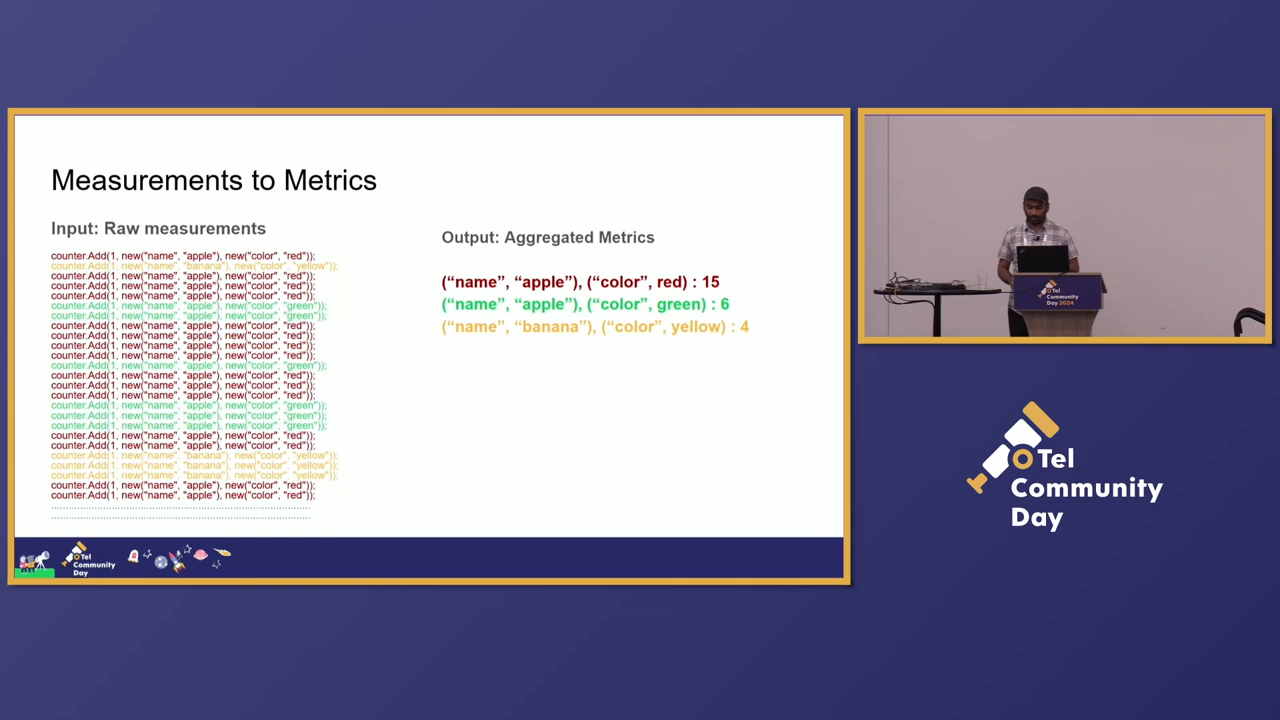 Measurements to Metrics
Input: Raw measurements
counter.Add(1, new("name", "apple"), new("color", "red"));
counter.Add(1, new("name", "banana"), new("color", "yellow"));
counter.Add(1, new("name", "apple"), new("color", "red"));
counter.Add(1, new("name", "apple"), new("color", "red"));
counter.Add(1, new("name", "apple"), new("color", "red"));
counter.Add(1, new("name", "apple"), new("color", "green"));
counter.Add(1, new("name", "apple"), new("color", "green"));
counter.Add(1, new("name", "apple"), new("color", "red"));
counter.Add(1, new("name", "apple"), new("color", "red"));
counter.Add(1, new("name", "apple"), new("color", "red"));
counter.Add(1, new("name", "apple"), new("color", "red"));
counter.Add(1, new("name", "apple"), new("color", "green"));
counter.Add(1, new("name", "apple"), new("color", "red"));
counter.Add(1, new("name", "apple"), new("color", "red"));
counter.Add(1, new("name", "apple"), new("color", "red"));
counter.Add(1, new("name", "apple"), new("color", "green"));
counter.Add(1, new("name", "apple"), new("color", "green"));
counter.Add(1, new("name", "apple"), new("color", "green"));
counter.Add(1, new("name", "apple"), new("color", "red"));
counter.Add(1, new("name", "apple"), new("color", "red"));
counter.Add(1, new("name", "banana"), new("color", "yellow"));
counter.Add(1, new("name", "banana"), new("color", "yellow"));
counter.Add(1, new("name", "banana"), new("color", "yellow"));
counter.Add(1, new("name", "apple"), new("color", "red"));
counter.Add(1, new("name", "apple"), new("color", "red"));
Output: Aggregated Metrics
(“name”, “apple”), (“color”, red) : 15
(“name”, “apple”), (“color”, green) : 6
(“name”, “banana”), (“color”, yellow) : 4
OTel
Community
Day
OTel
Community
Day 2024
OTel
Community
Day